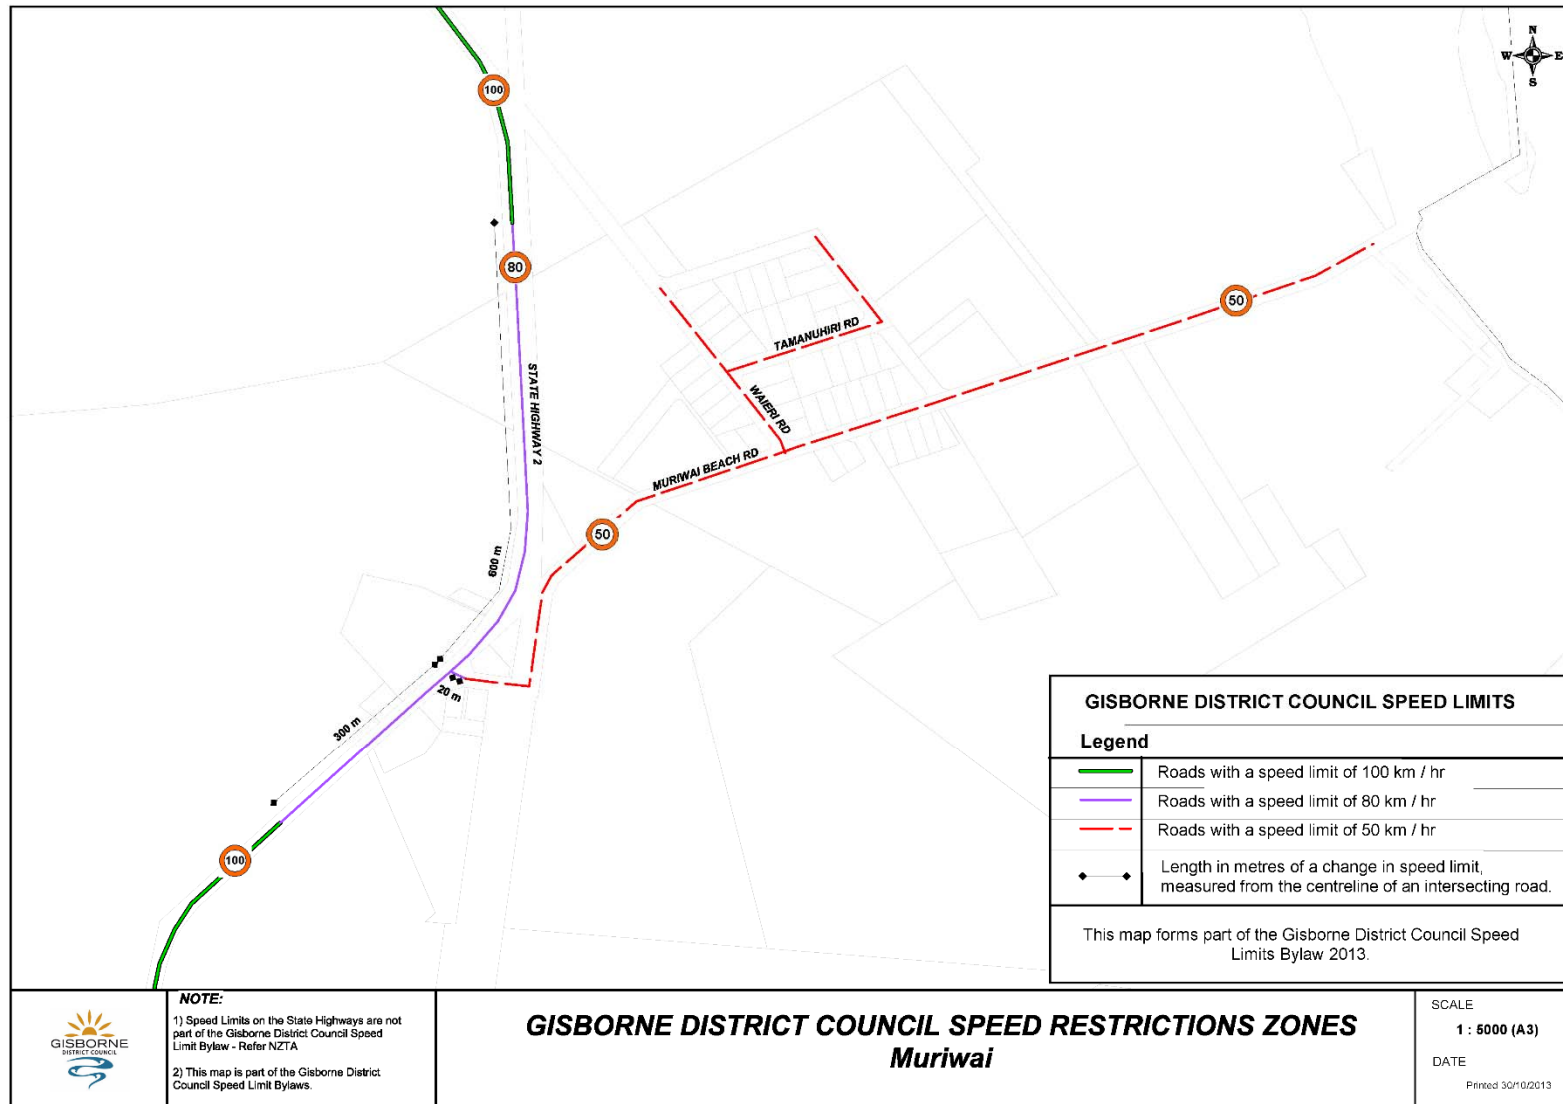 N
W E
S
100
80
STATE HIGHWAY 2
TAMANUHIRI RD
WAIERI RD
MURIWAI BEACH RD
50
50
600 m
20 m
300 m
100
GISBORNE DISTRICT COUNCIL SPEED LIMITS
Legend
Roads with a speed limit of 100 km / hr
Roads with a speed limit of 80 km / hr
Roads with a speed limit of 50 km / hr
Length in metres of a change in speed limit,
measured from the centreline of an intersecting road.
This map forms part of the Gisborne District Council Speed
Limits Bylaw 2013.
GISBORNE
DISTRICT COUNCIL
NOTE:
1) Speed Limits on the State Highways are not
part of the Gisborne District Council Speed
Limit Bylaw - Refer NZTA
2) This map is part of the Gisborne District
Council Speed Limit Bylaws.
GISBORNE DISTRICT COUNCIL SPEED RESTRICTIONS ZONES
Muriwai
SCALE
1 : 5000 (A3)
DATE
Printed 30/10/2013